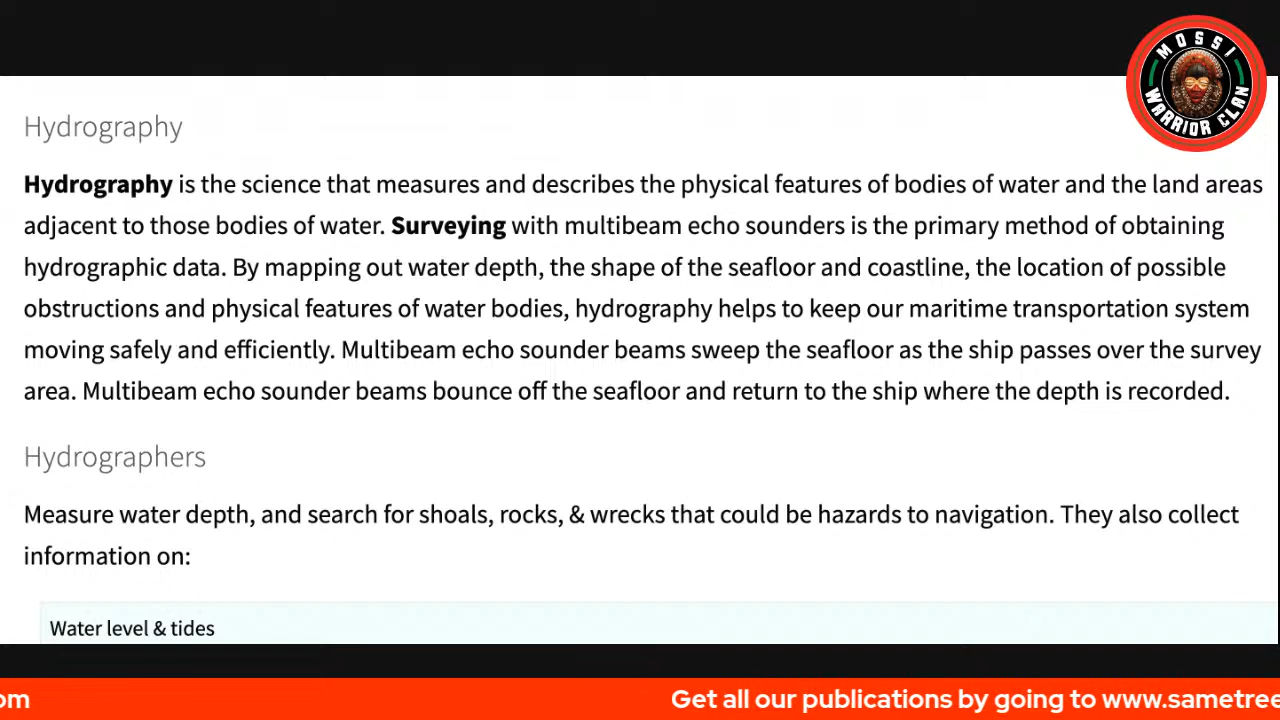 MOSSI
WARRIOR CLAN
Hydrography
Hydrography is the science that measures and describes the physical features of bodies of water and the land areas
adjacent to those bodies of water. Surveying with multibeam echo sounders is the primary method of obtaining
hydrographic data. By mapping out water depth, the shape of the seafloor and coastline, the location of possible
obstructions and physical features of water bodies, hydrography helps to keep our maritime transportation system
moving safely and efficiently. Multibeam echo sounder beams sweep the seafloor as the ship passes over the survey
area. Multibeam echo sounder beams bounce off the seafloor and return to the ship where the depth is recorded.
Hydrographers
Measure water depth, and search for shoals, rocks, & wrecks that could be hazards to navigation. They also collect
information on:
Water level & tides
om Get all our publications by going to www.sametree